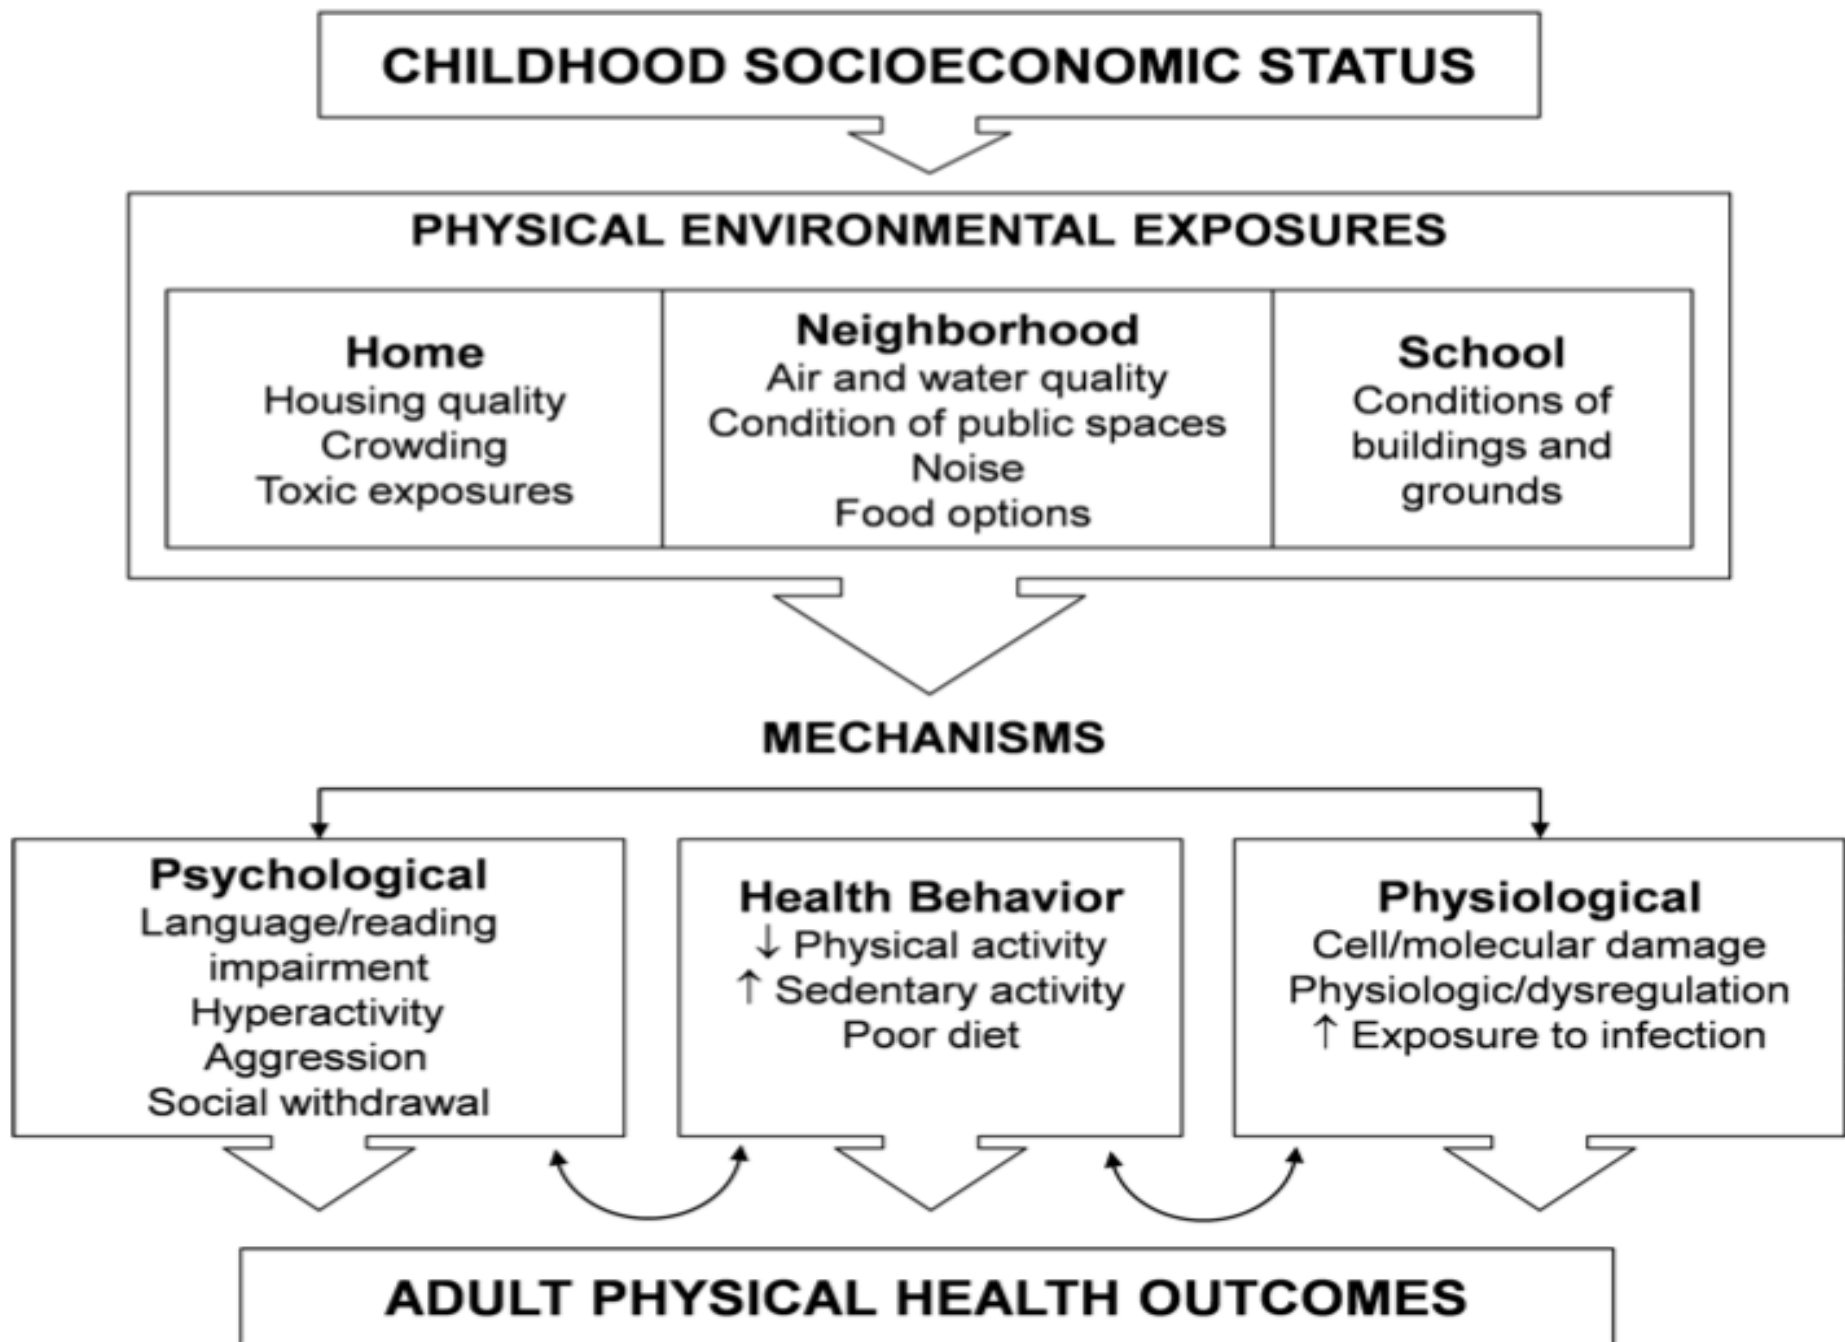 CHILDHOOD SOCIOECONOMIC STATUS
PHYSICAL ENVIRONMENTAL EXPOSURES
Home
Housing quality
Crowding
Toxic exposures
Neighborhood
Air and water quality
Condition of public spaces
Noise
Food options
School
Conditions of
buildings and
grounds
MECHANISMS
Psychological
Language/reading
impairment
Hyperactivity
Aggression
Social withdrawal
Health Behavior
↓ Physical activity
↑ Sedentary activity
Poor diet
Physiological
Cell/molecular damage
Physiologic/dysregulation
↑ Exposure to infection
ADULT PHYSICAL HEALTH OUTCOMES